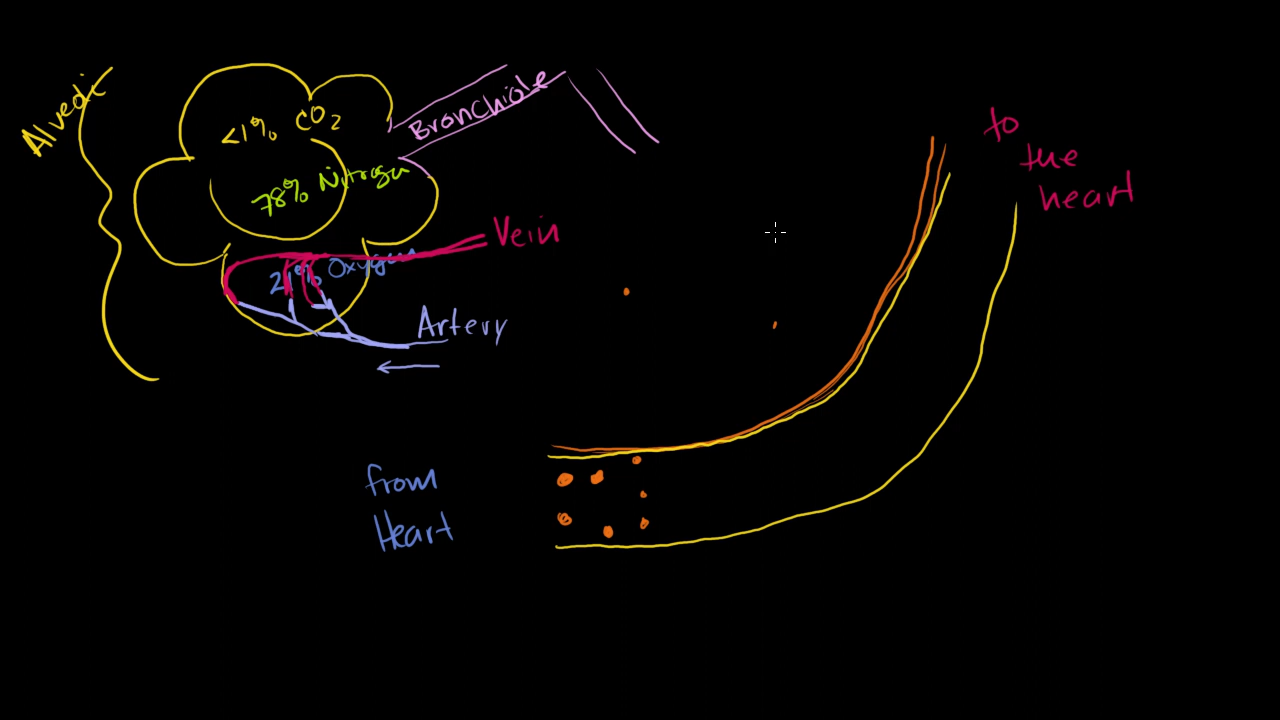 Alveoli
<1% CO2
78% Nitrogen
21% Oxygen
Bronchiole
Vein
Artery
from
Heart
to
the
heart